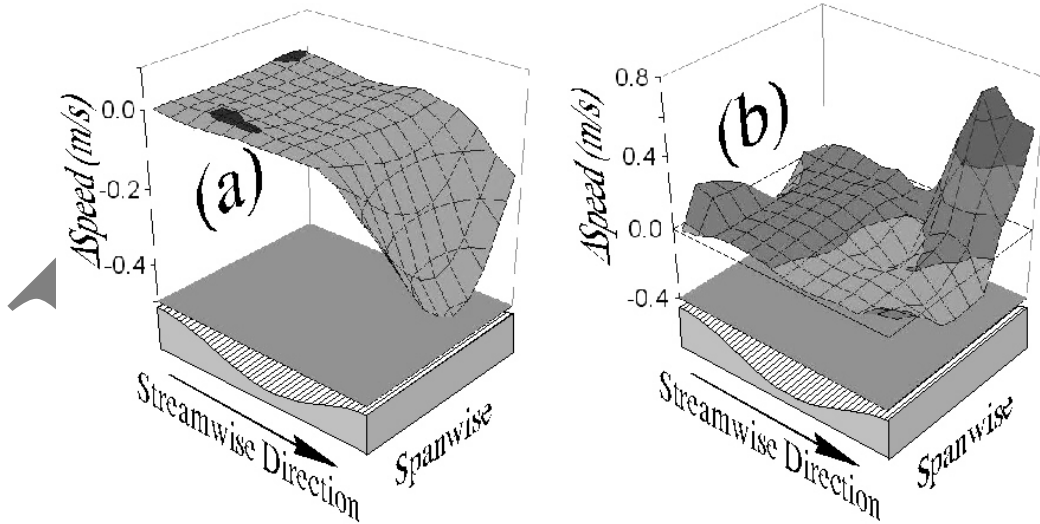 (a)
ΔSpeed (m/s)
0.0
-0.2
-0.4
Streamwise Direction
Spanwise
(b)
ΔSpeed (m/s)
0.8
0.4
0.0
-0.4
Streamwise Direction
Spanwise